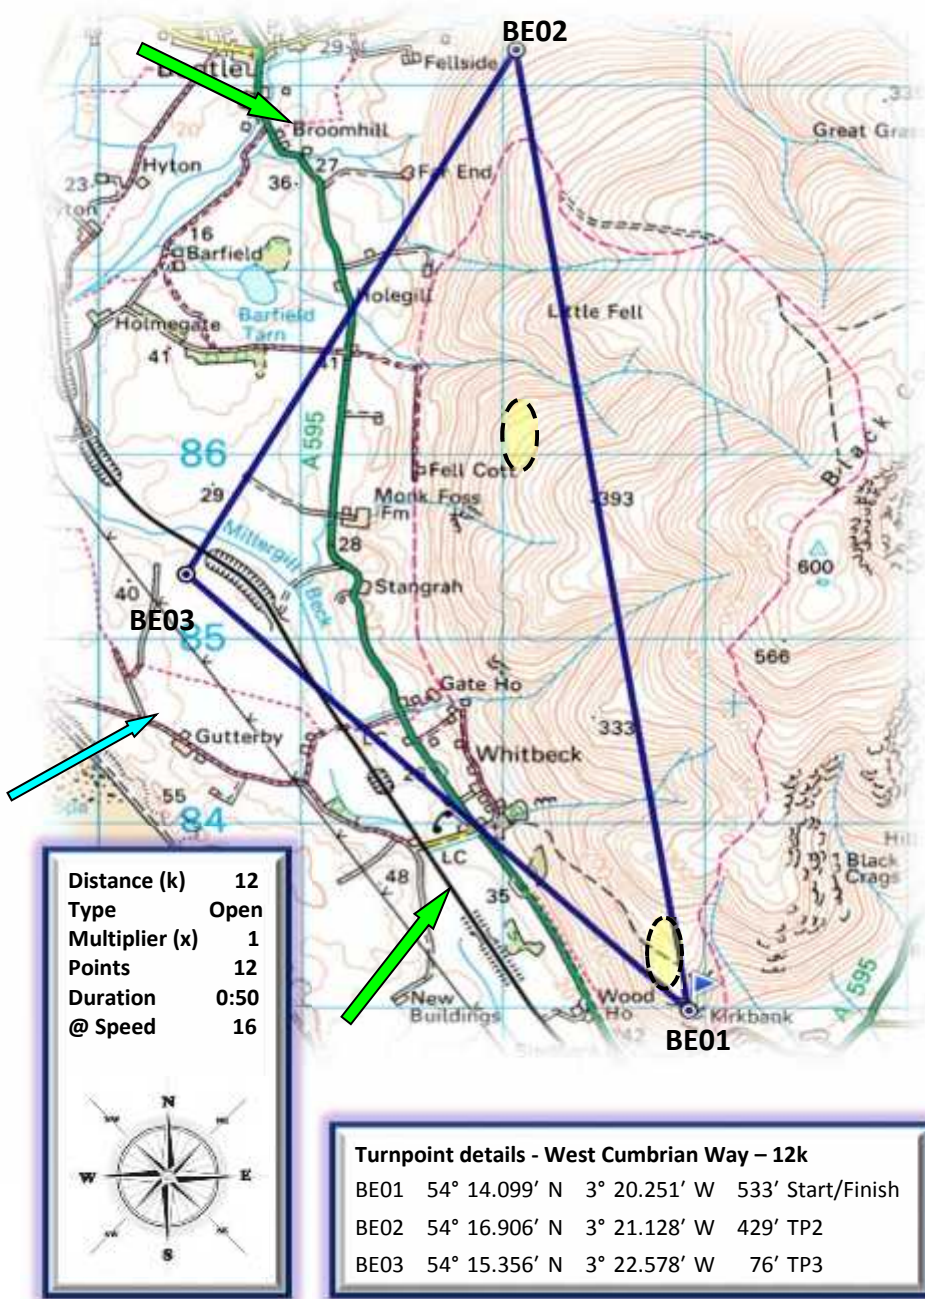 BE02
29
Fellside
Great Gras
Broomhill
27
Hyton
Far End
23
36
16
Barfield
Holegill
Little Fell
Holmegate
Barfield
Tarn
41
41
A 595
86
Fell Cott
Black
29
Monk Foss
Fm
393
Millergill Beck
28
600
40
Stangrah
BE03
85
566
Gate Ho
Gutterby
LC
333
Whitbeck
55
84
LC
Black
Crags
48
35
Distance (k) 12
Type Open
Multiplier (x) 1
Points 12
Duration 0:50
@ Speed 16
New
Buildings
Wood
Ho
Kirkbank
A 595
42
BE01
N
W E
S
Turnpoint details - West Cumbrian Way – 12k
BE01 54° 14.099′ N 3° 20.251′ W 533′ Start/Finish
BE02 54° 16.906′ N 3° 21.128′ W 429′ TP2
BE03 54° 15.356′ N 3° 22.578′ W 76′ TP3